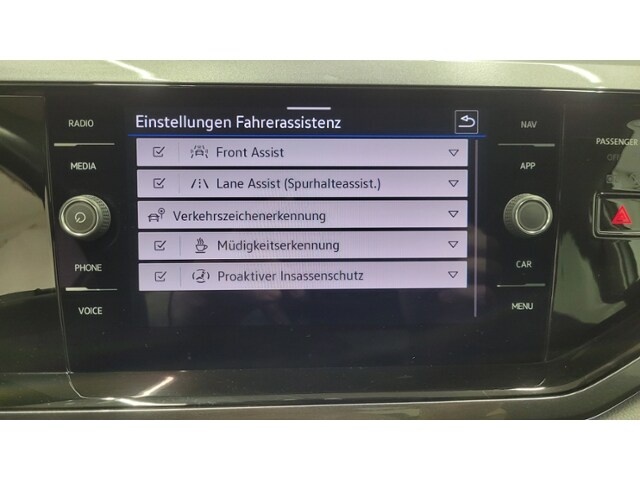 RADIO
MEDIA
PHONE
VOICE
Einstellungen Fahrerassistenz
Front Assist
Lane Assist (Spurhalteassist.)
Verkehrszeichenerkennung
Müdigkeitserkennung
Proaktiver Insassenschutz
NAV
APP
CAR
MENU
PASSENGER